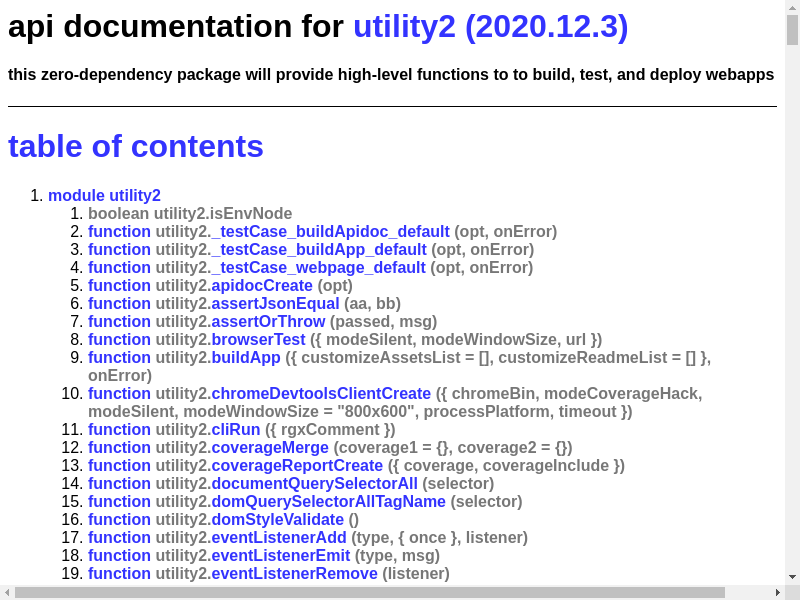 api documentation for utility2 (2020.12.3)
this zero-dependency package will provide high-level functions to to build, test, and deploy webapps
table of contents
1. module utility2
1. boolean utility2.isEnvNode
2. function utility2._testCase_buildApidoc_default (opt, onError)
3. function utility2._testCase_buildApp_default (opt, onError)
4. function utility2._testCase_webpage_default (opt, onError)
5. function utility2.apidocCreate (opt)
6. function utility2.assertJsonEqual (aa, bb)
7. function utility2.assertOrThrow (passed, msg)
8. function utility2.browserTest ({ modeSilent, modeWindowSize, url })
9. function utility2.buildApp ({ customizeAssetsList = [], customizeReadmeList = [] },
onError)
10. function utility2.chromeDevtoolsClientCreate ({ chromeBin, modeCoverageHack,
modeSilent, modeWindowSize = "800x600", processPlatform, timeout })
11. function utility2.cliRun ({ rgxComment })
12. function utility2.coverageMerge (coverage1 = {}, coverage2 = {})
13. function utility2.coverageReportCreate ({ coverage, coverageInclude })
14. function utility2.documentQuerySelectorAll (selector)
15. function utility2.domQuerySelectorAllTagName (selector)
16. function utility2.domStyleValidate ()
17. function utility2.eventListenerAdd (type, { once }, listener)
18. function utility2.eventListenerEmit (type, msg)
19. function utility2.eventListenerRemove (listener)